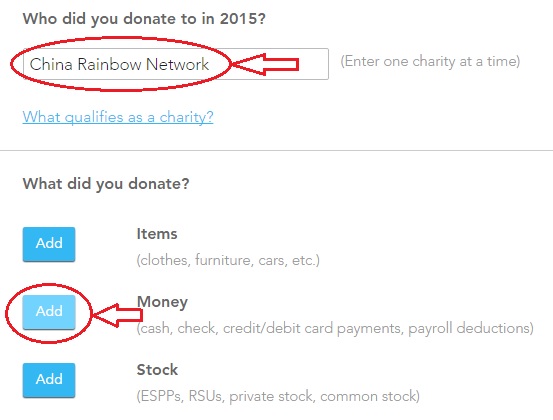 Who did you donate to in 2015?
China Rainbow Network (Enter one charity at a time)
What qualifies as a charity?
What did you donate?
Add Items
(clothes, furniture, cars, etc.)
Add Money
(cash, check, credit/debit card payments, payroll deductions)
Add Stock
(ESPPs, RSUs, private stock, common stock)